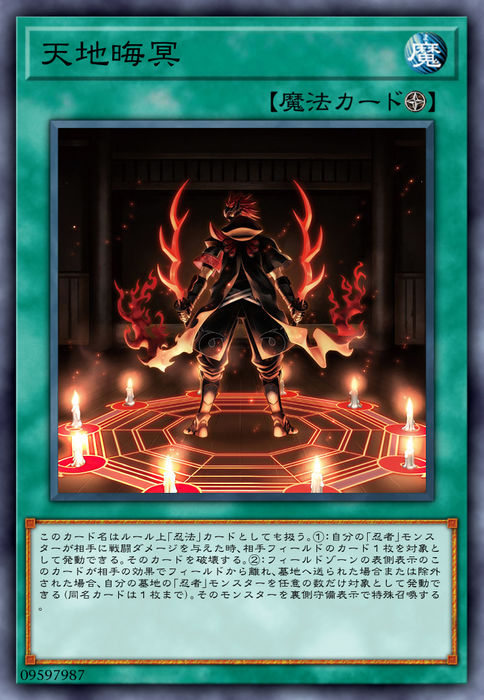 天地晦冥
魔
【魔法カード】
このカード名はルール上「忍法」カードとしても扱う。①:自分の「忍者」モンス
ターが相手に戦闘ダメージを与えた時、相手フィールドのカード1枚を対象と
して発動できる。そのカードを破壊する。②:フィールドゾーンの表側表示のこ
のカードが相手の効果でフィールドから離れ、墓地へ送られた場合または除外
された場合、自分の墓地の「忍者」モンスターを任意の数だけ対象として発動で
きる(同名カードは1枚まで)。そのモンスターを裏側守備表示で特殊召喚する
。
09597987